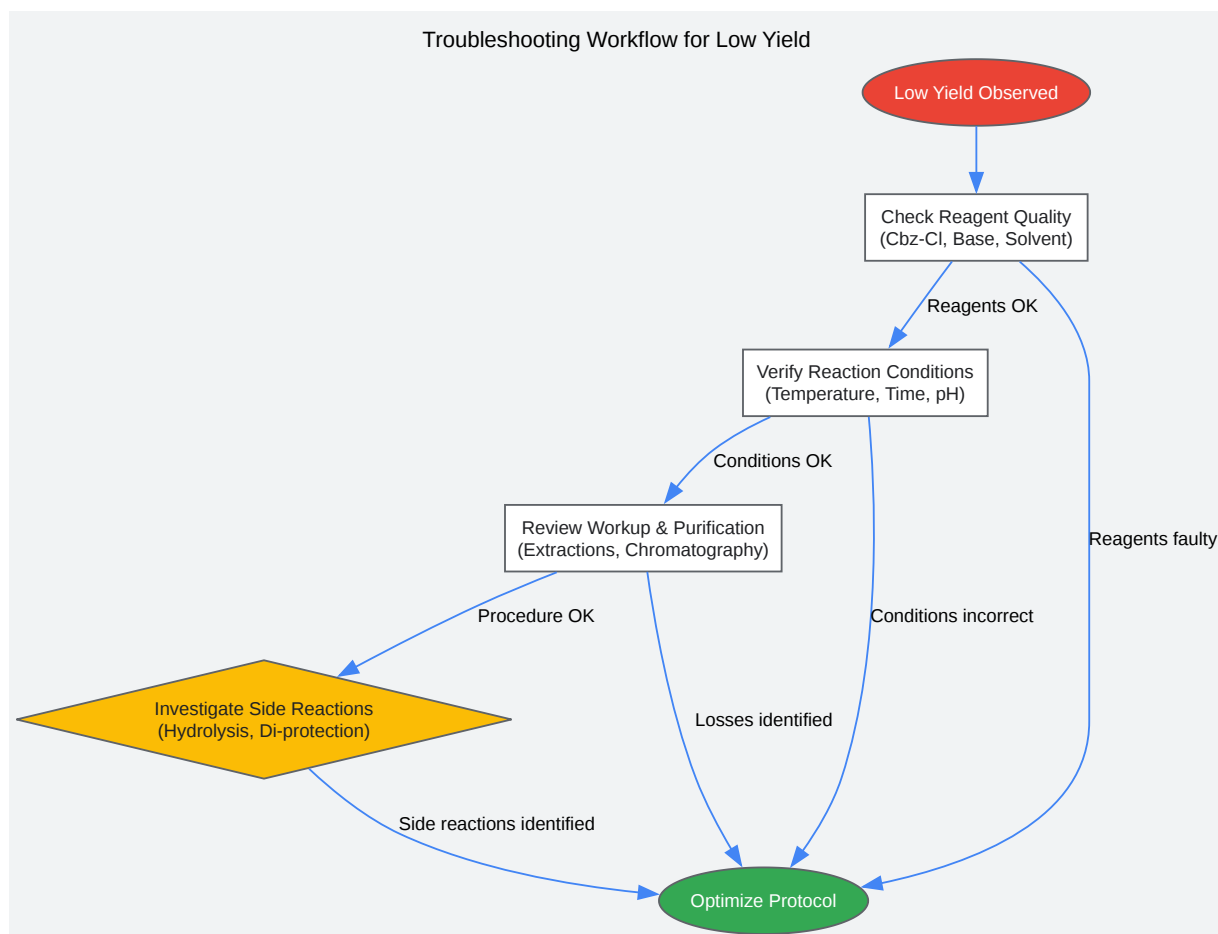 Troubleshooting Workflow for Low Yield
Low Yield Observed
Check Reagent Quality
(Cbz-Cl, Base, Solvent)
Reagents OK
Verify Reaction Conditions
(Temperature, Time, pH)
Conditions OK
Review Workup & Purification
(Extractions, Chromatography)
Reagents faulty
Procedure OK
Conditions incorrect
Investigate Side Reactions
(Hydrolysis, Di-protection)
Losses identified
Side reactions identified
Optimize Protocol